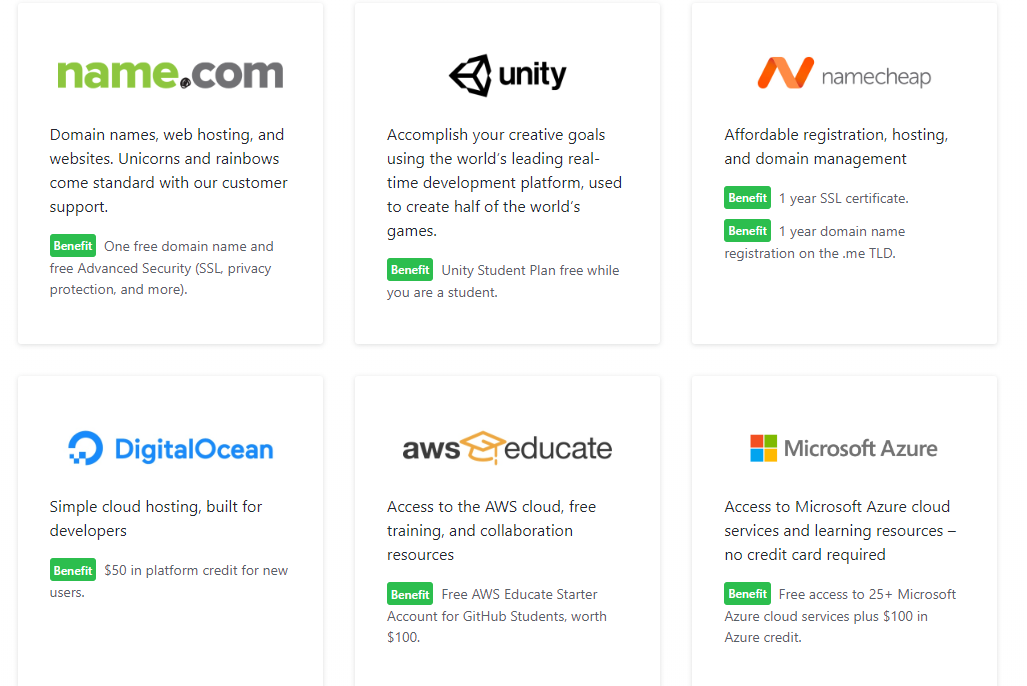 name.com
Domain names, web hosting, and
websites. Unicorns and rainbows
come standard with our customer
support.
Benefit One free domain name and
free Advanced Security (SSL, privacy
protection, and more).
unity
Accomplish your creative goals
using the world's leading real-
time development platform, used
to create half of the world's
games.
Benefit Unity Student Plan free while
you are a student.
namecheap
Affordable registration, hosting,
and domain management
Benefit 1 year SSL certificate.
Benefit 1 year domain name
registration on the .me TLD.
DigitalOcean
Simple cloud hosting, built for
developers
Benefit $50 in platform credit for new
users.
aws educate
Access to the AWS cloud, free
training, and collaboration
resources
Benefit Free AWS Educate Starter
Account for GitHub Students, worth
$100.
Microsoft Azure
Access to Microsoft Azure cloud
services and learning resources –
no credit card required
Benefit Free access to 25+ Microsoft
Azure cloud services plus $100 in
Azure credit.